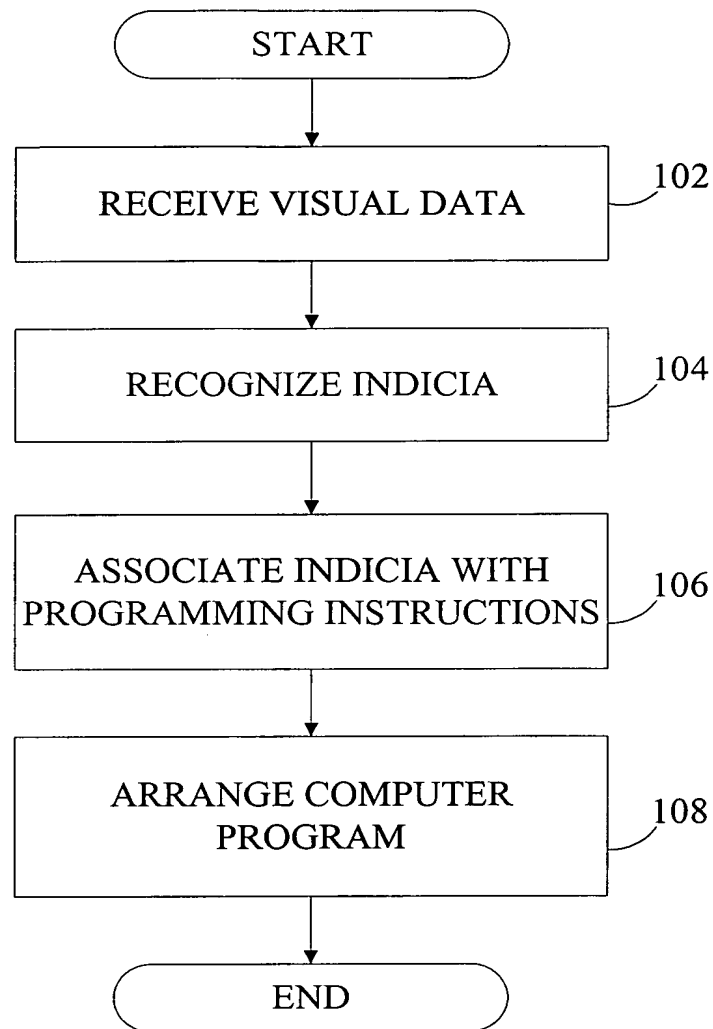 START
RECEIVE VISUAL DATA
102
RECOGNIZE INDICIA
104
ASSOCIATE INDICIA WITH
PROGRAMMING INSTRUCTIONS
106
ARRANGE COMPUTER
PROGRAM
108
END